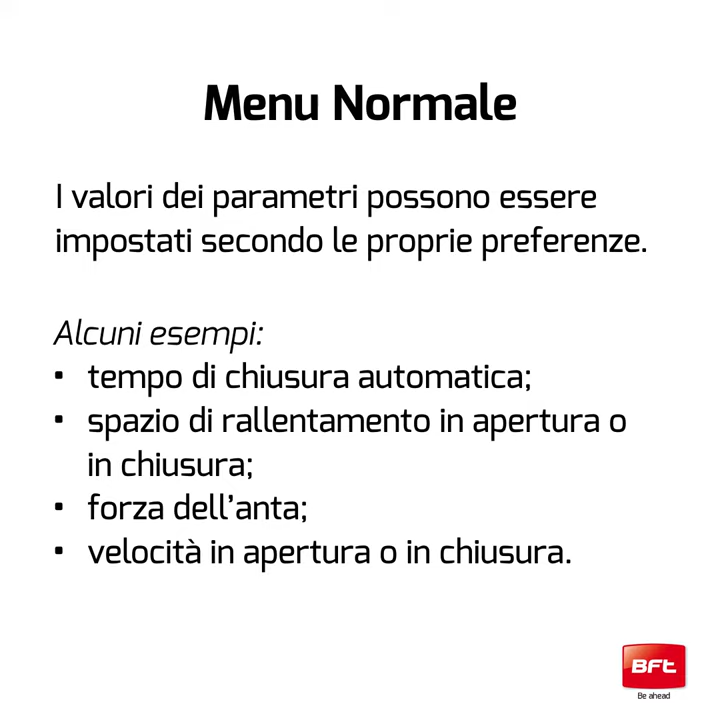 Menu Normale
I valori dei parametri possono essere
impostati secondo le proprie preferenze.
Alcuni esempi:
• tempo di chiusura automatica;
• spazio di rallentamento in apertura o
in chiusura;
• forza dell’anta;
• velocità in apertura o in chiusura.
BFt
Be ahead